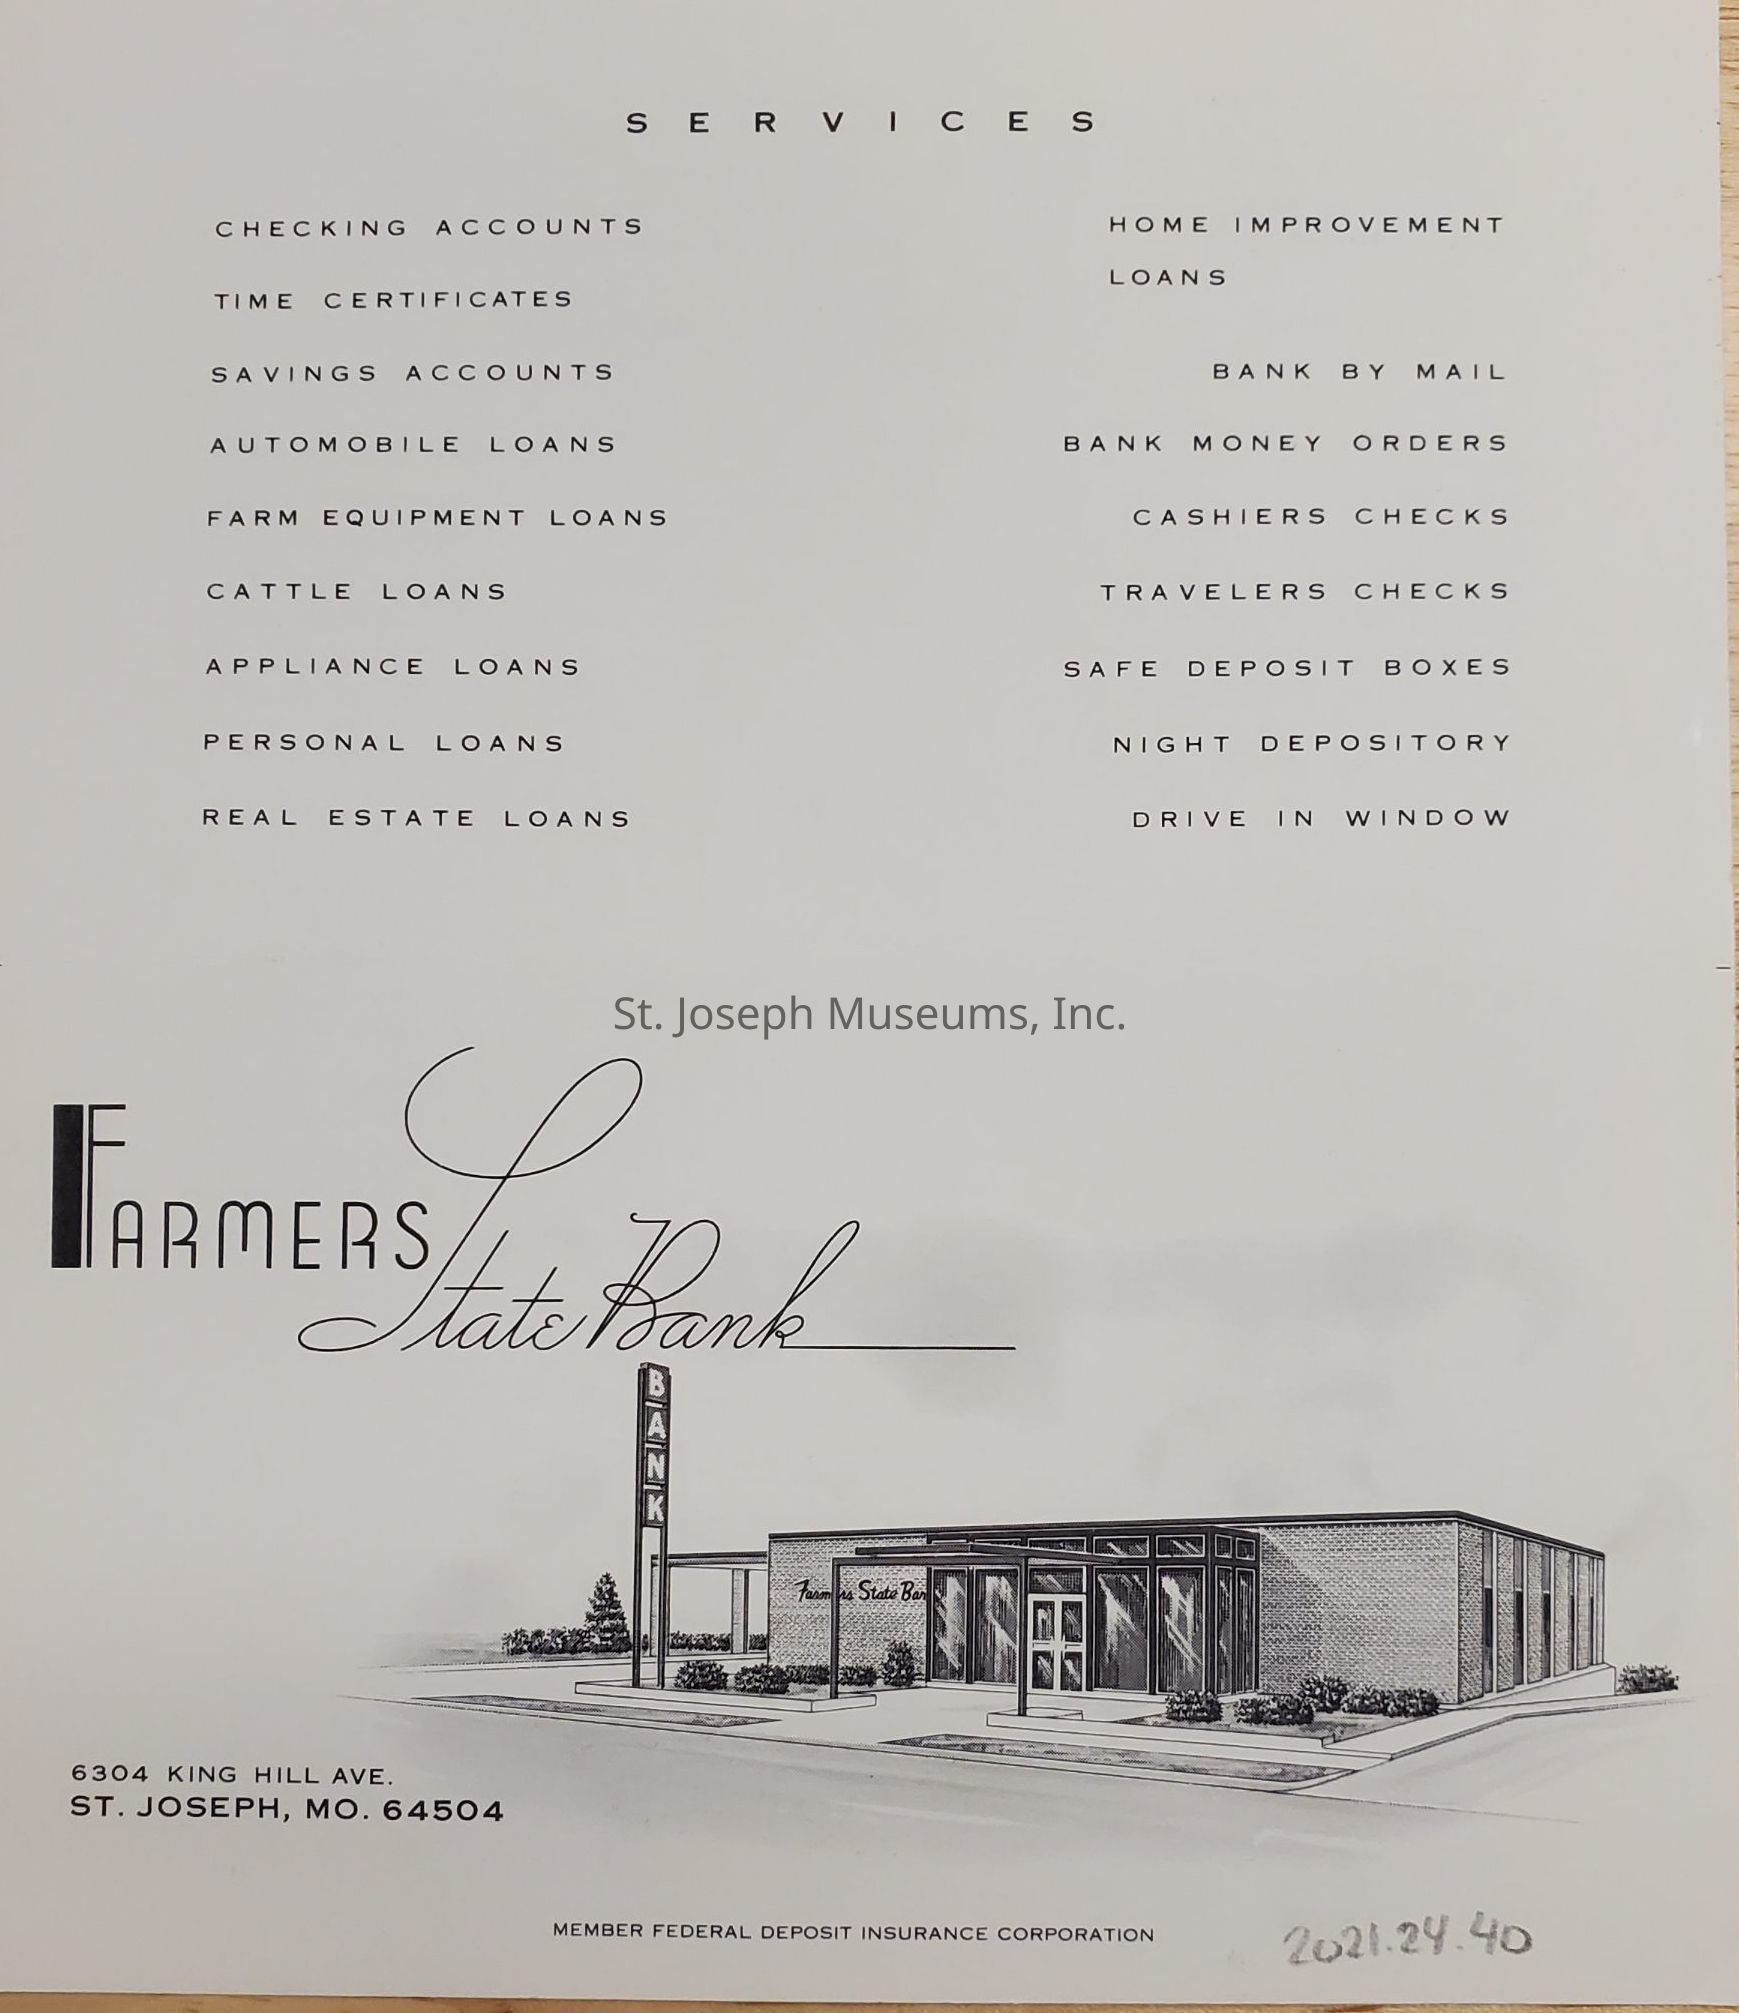 SERVICES
CHECKING ACCOUNTS
TIME CERTIFICATES
SAVINGS ACCOUNTS
AUTOMOBILE LOANS
FARM EQUIPMENT LOANS
CATTLE LOANS
APPLIANCE LOANS
PERSONAL LOANS
REAL ESTATE LOANS
HOME IMPROVEMENT
LOANS
BANK BY MAIL
BANK MONEY ORDERS
CASHIERS CHECKS
TRAVELERS CHECKS
SAFE DEPOSIT BOXES
NIGHT DEPOSITORY
DRIVE IN WINDOW
St. Joseph Museums, Inc.
FARMERS
State Bank
BANK
Farmers State Ban
6304 KING HILL AVE.
ST. JOSEPH, MO. 64504
MEMBER FEDERAL DEPOSIT INSURANCE CORPORATION
2021.24.40